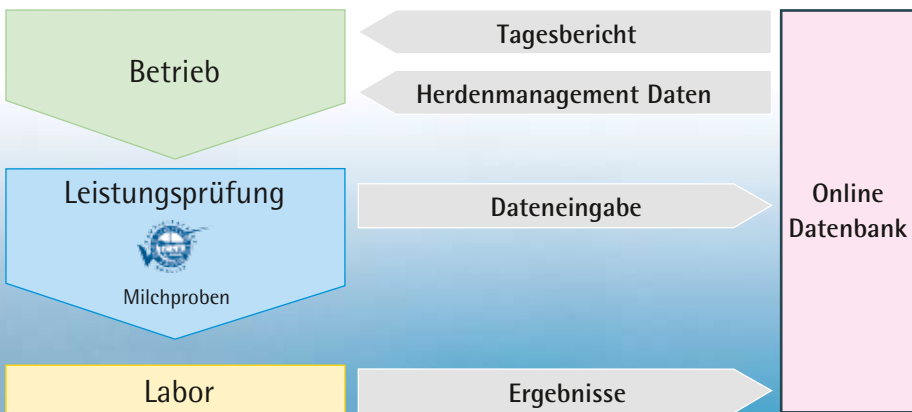 Betrieb
Tagesbericht
Herdenmanagement Daten
Leistungsprüfung
Milchproben
Dateneingabe
Online
Datenbank
Labor
Ergebnisse